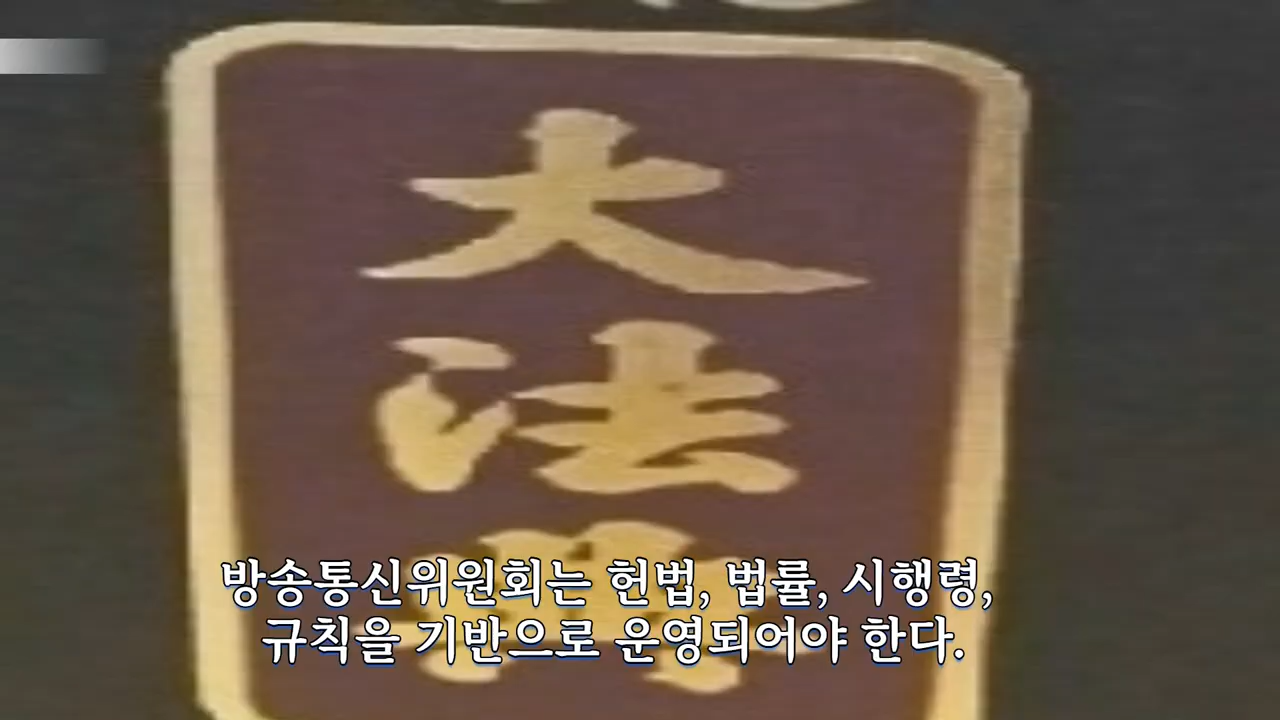 大
法
典
방송통신위원회는 헌법, 법률, 시행령,
규칙을 기반으로 운영되어야 한다.